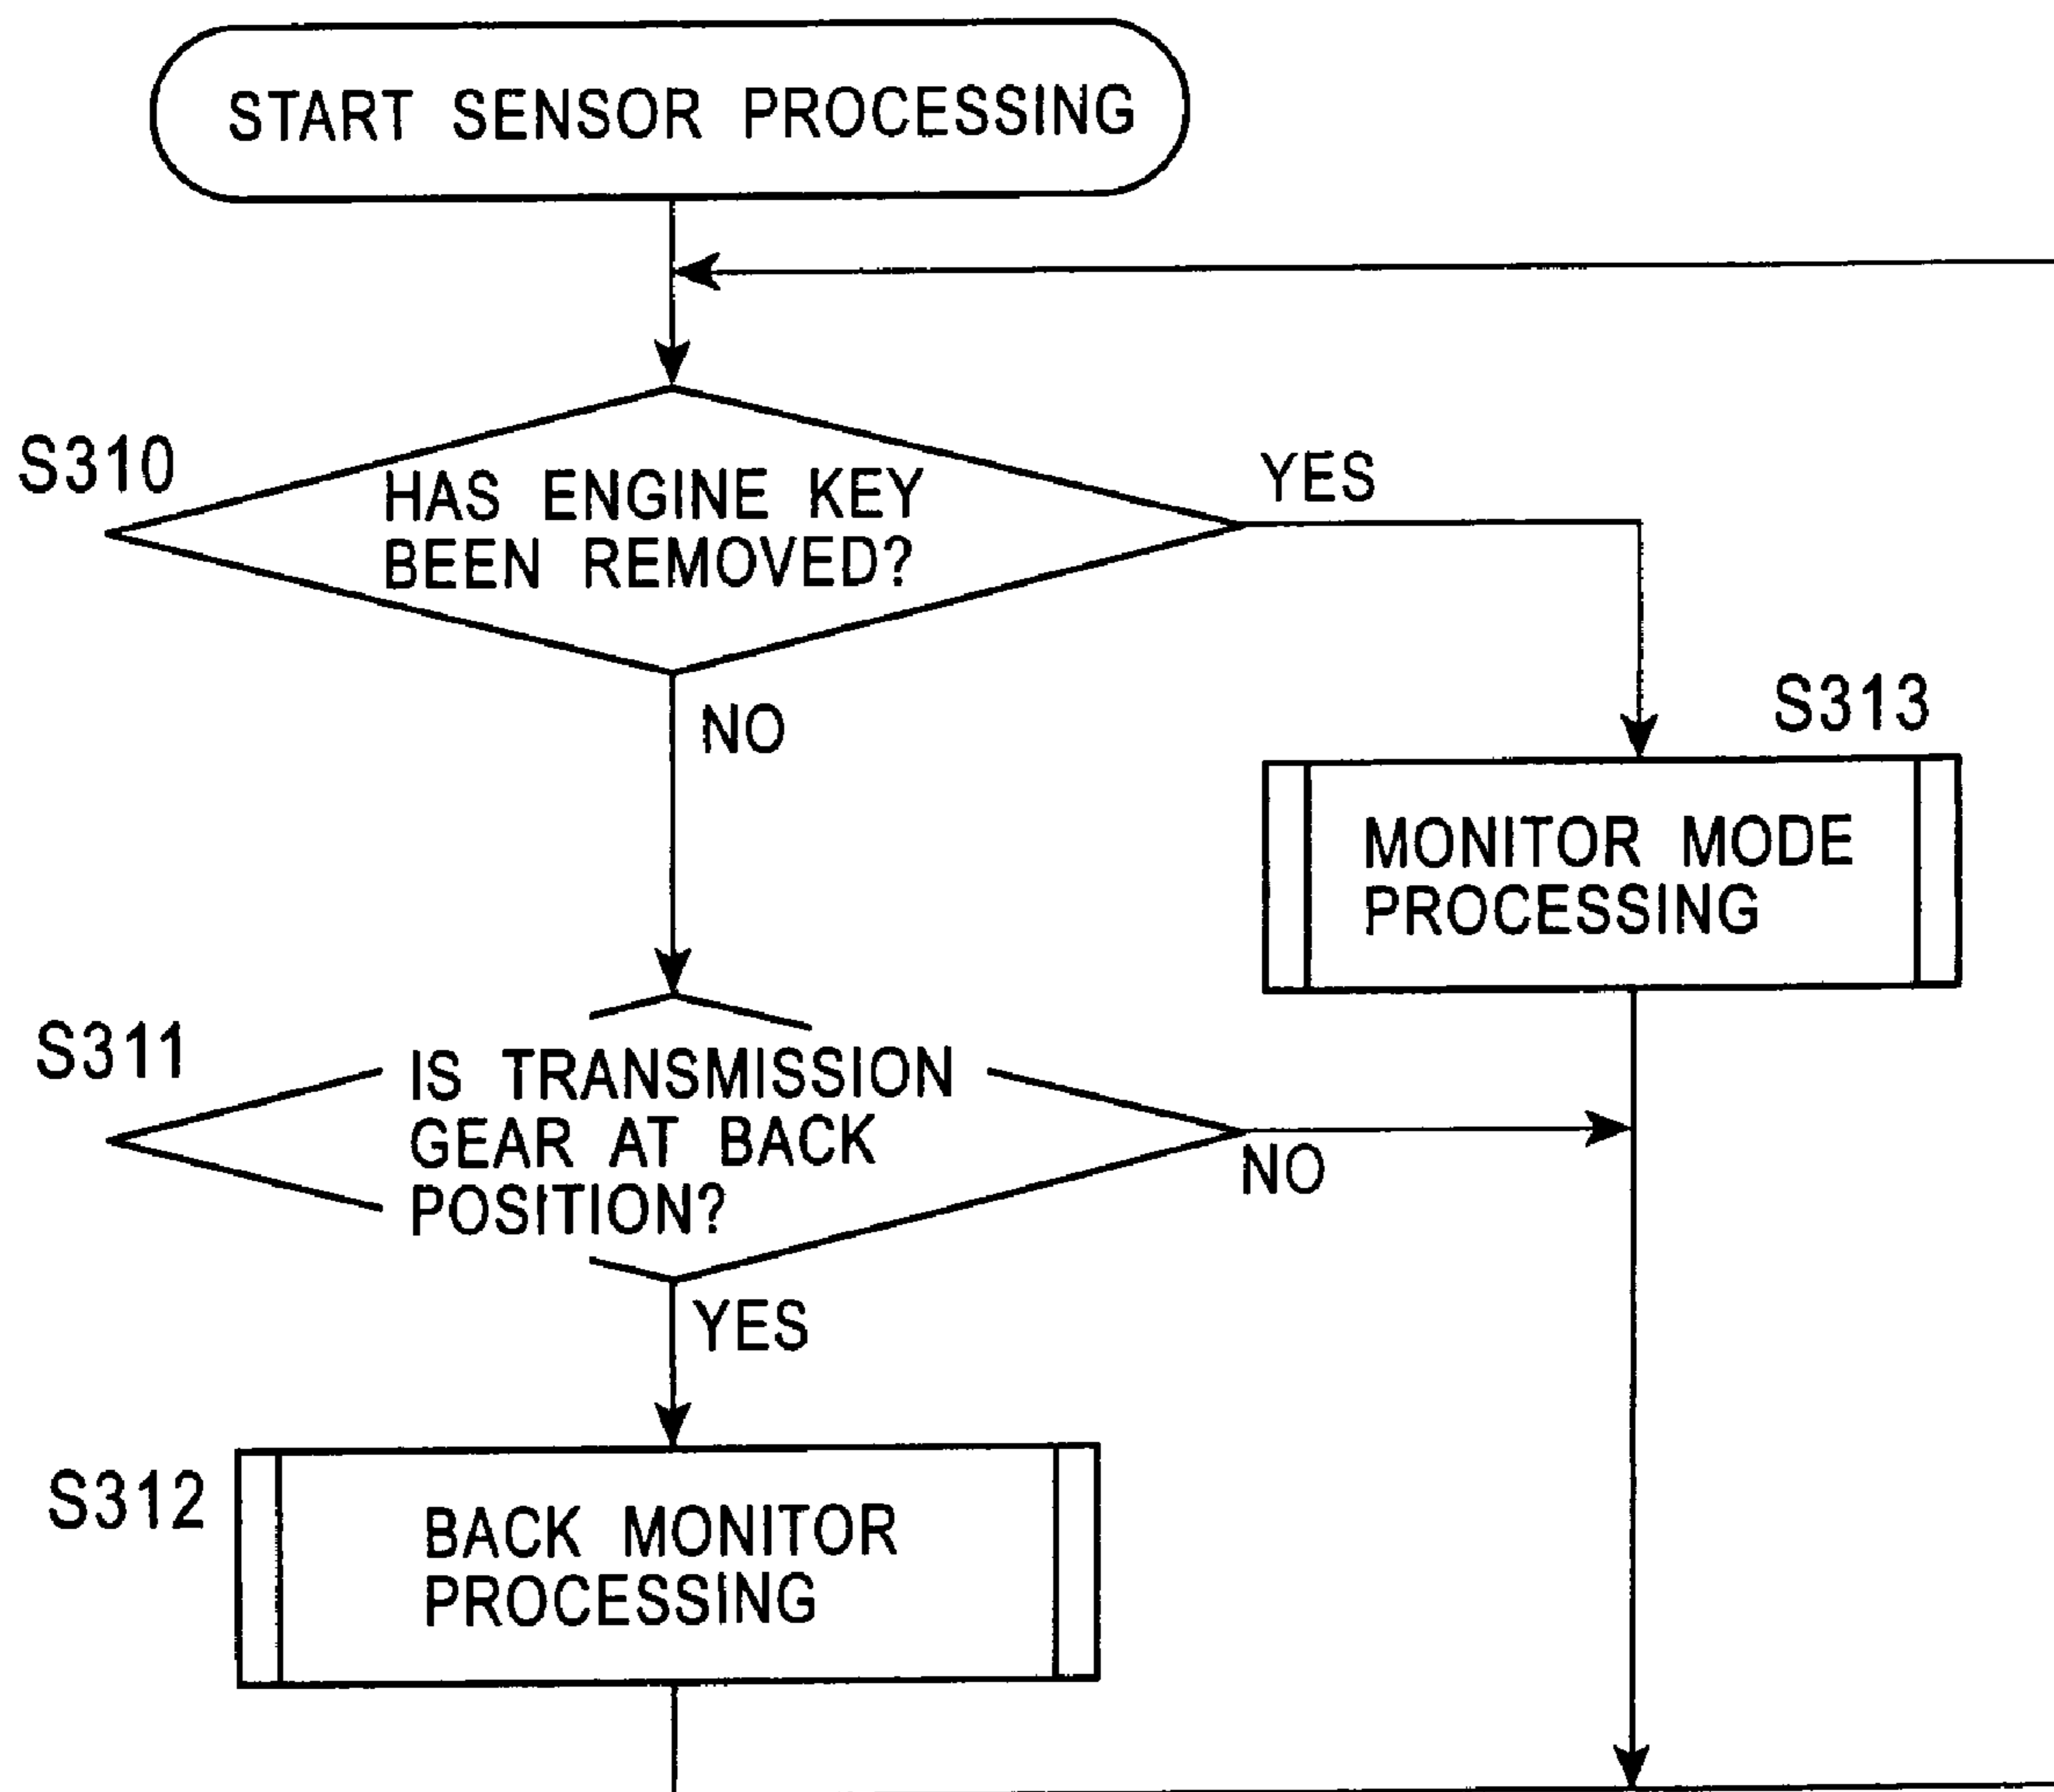 START SENSOR PROCESSING
S310
HAS ENGINE KEY
BEEN REMOVED?
YES
NO
S313
MONITOR MODE
PROCESSING
S311
IS TRANSMISSION
GEAR AT BACK
POSITION?
NO
YES
S312
BACK MONITOR
PROCESSING